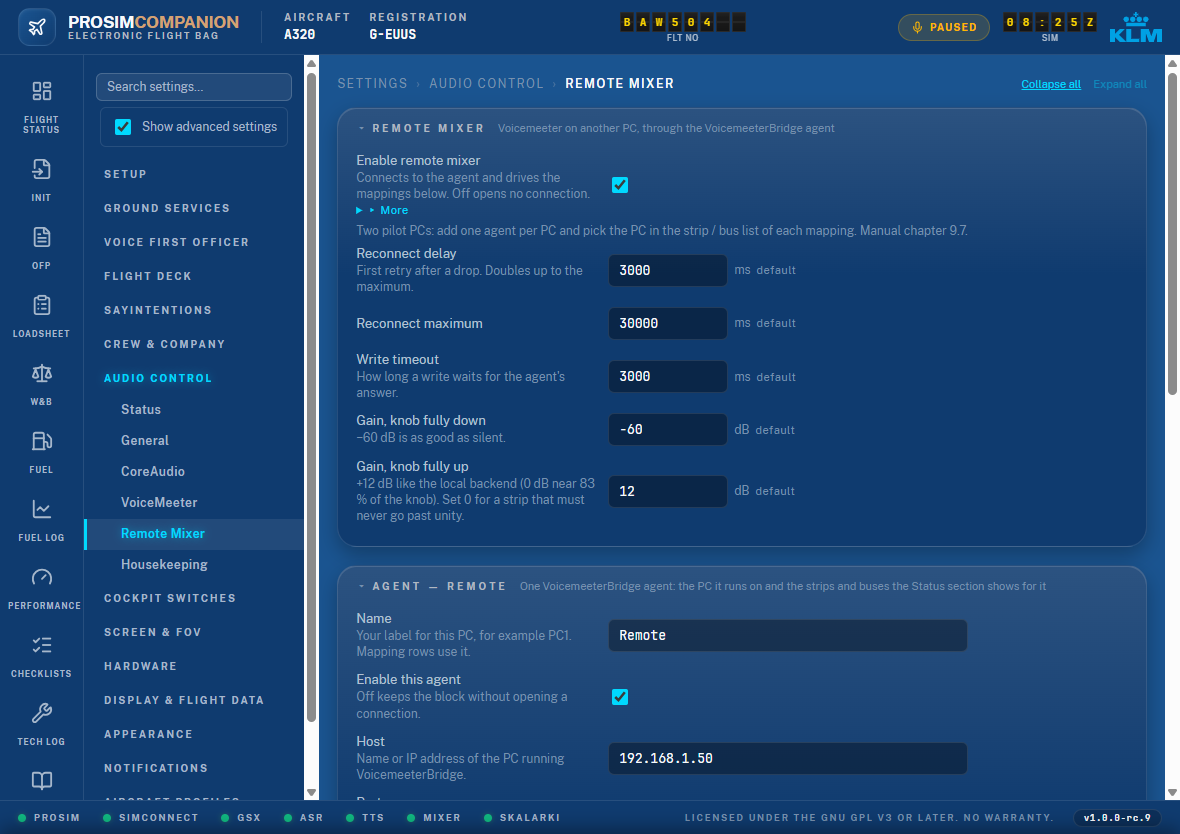 PROSIMCOMPANION
ELECTRONIC FLIGHT BAG
AIRCRAFT
A320
REGISTRATION
G-EUUS
BAW504
FLT NO
PAUSED
08:25Z
SIM
KLM
FLIGHT STATUS
INIT
OFP
LOADSHEET
W&B
FUEL
FUEL LOG
PERFORMANCE
CHECKLISTS
TECH LOG
Search settings...
Show advanced settings
SETUP
GROUND SERVICES
VOICE FIRST OFFICER
FLIGHT DECK
SAYINTENTIONS
CREW & COMPANY
AUDIO CONTROL
Status
General
CoreAudio
VoiceMeeter
Remote Mixer
Housekeeping
COCKPIT SWITCHES
SCREEN & FOV
HARDWARE
DISPLAY & FLIGHT DATA
APPEARANCE
NOTIFICATIONS
AIRCRAFT PROFILES
SETTINGS › AUDIO CONTROL › REMOTE MIXER
Collapse all Expand all
REMOTE MIXER Voicemeeter on another PC, through the VoicemeeterBridge agent
Enable remote mixer
Connects to the agent and drives the
mappings below. Off opens no connection.
More
Two pilot PCs: add one agent per PC and pick the PC in the strip / bus list of each mapping. Manual chapter 9.7.
Reconnect delay
First retry after a drop. Doubles up to the
maximum.
3000 ms default
Reconnect maximum
30000 ms default
Write timeout
How long a write waits for the agent's
answer.
3000 ms default
Gain, knob fully down
−60 dB is as good as silent.
-60 dB default
Gain, knob fully up
+12 dB like the local backend (0 dB near 83
% of the knob). Set 0 for a strip that must
never go past unity.
12 dB default
AGENT — REMOTE One VoicemeeterBridge agent: the PC it runs on and the strips and buses the Status section shows for it
Name
Your label for this PC, for example PC1.
Mapping rows use it.
Remote
Enable this agent
Off keeps the block without opening a
connection.
Host
Name or IP address of the PC running
VoicemeeterBridge.
192.168.1.50
PROSIM
SIMCONNECT
GSX
ASR
TTS
MIXER
SKALARKI
LICENSED UNDER THE GNU GPL V3 OR LATER. NO WARRANTY.
v1.0.0-rc.9